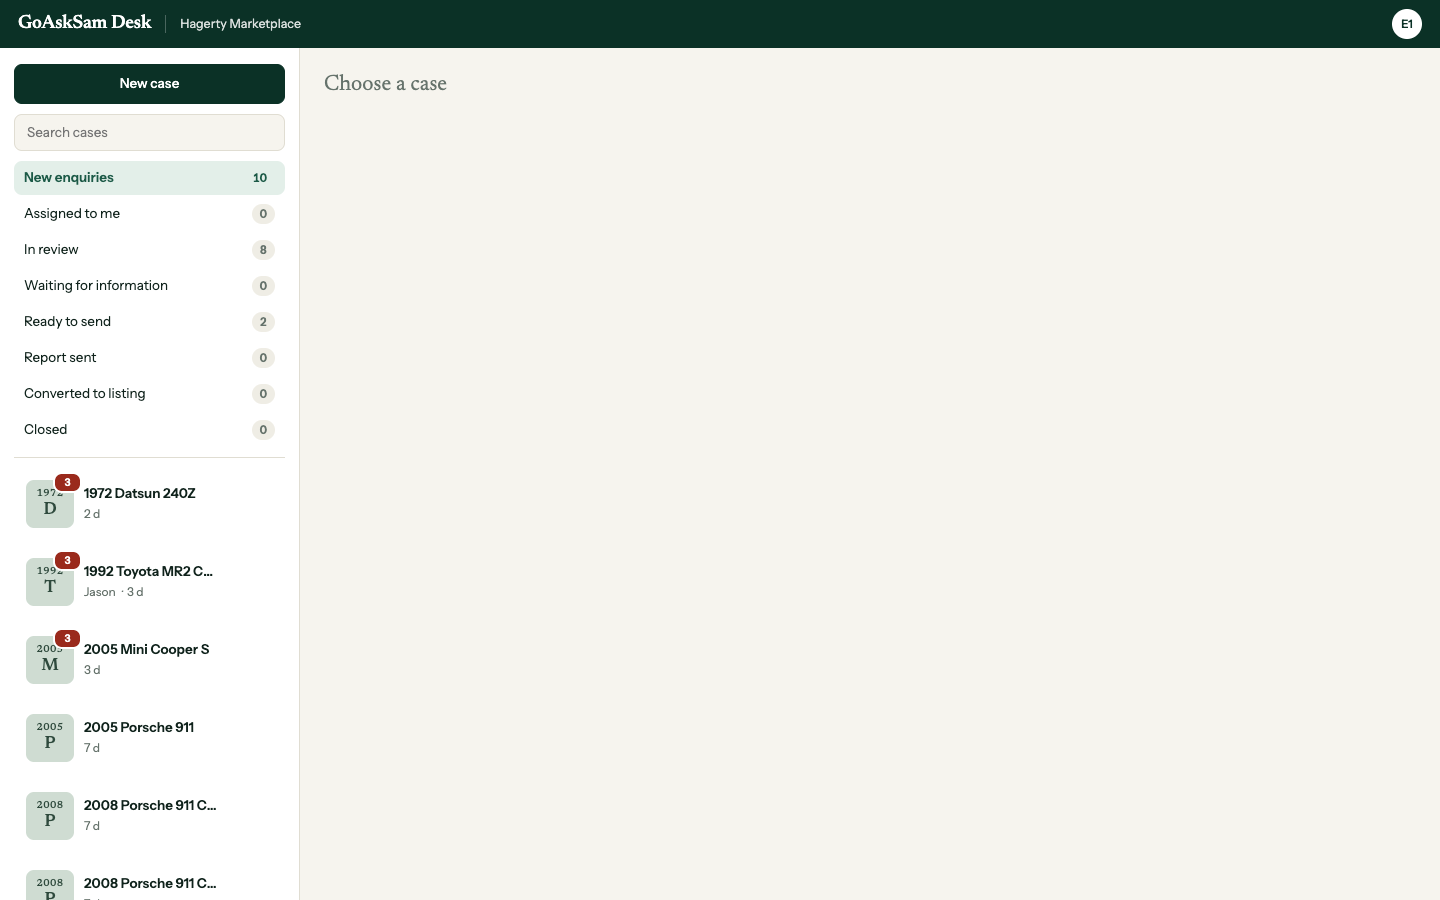 GoAskSam Desk
Hagerty Marketplace
E1
New case
Search cases
New enquiries 10
Assigned to me 0
In review 8
Waiting for information 0
Ready to send 2
Report sent 0
Converted to listing 0
Closed 0
Choose a case
3
1972
D
1972 Datsun 240Z
2 d
3
1992
T
1992 Toyota MR2 C...
Jason · 3 d
3
2005
M
2005 Mini Cooper S
3 d
2005
P
2005 Porsche 911
7 d
2008
P
2008 Porsche 911 C...
7 d
2008
P
2008 Porsche 911 C...